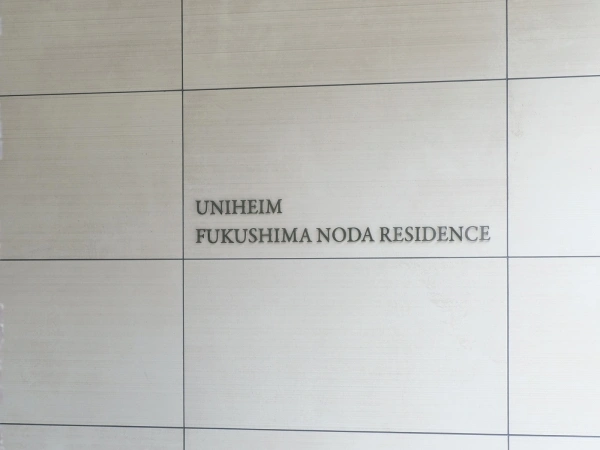 UNIHEIM
FUKUSHIMA NODA RESIDENCE